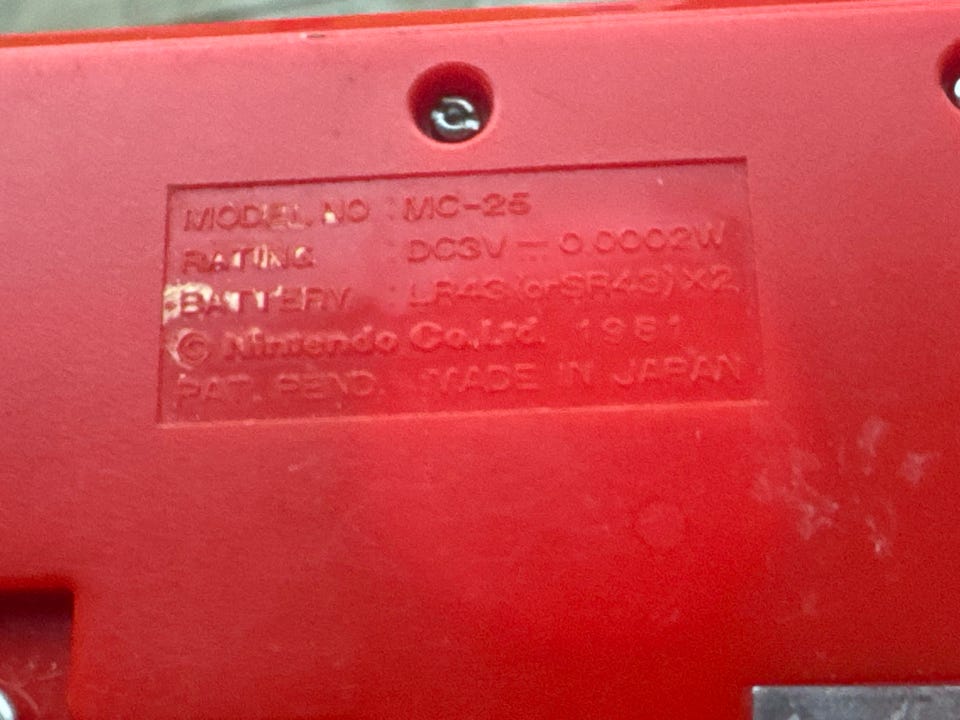 MODEL NO : MC-25
RATING : DC3V ⎓ 0.0002W
BATTERY : LR43 (or SR43) X2
© Nintendo Co., Ltd. 1981
PAT. PEND. MADE IN JAPAN